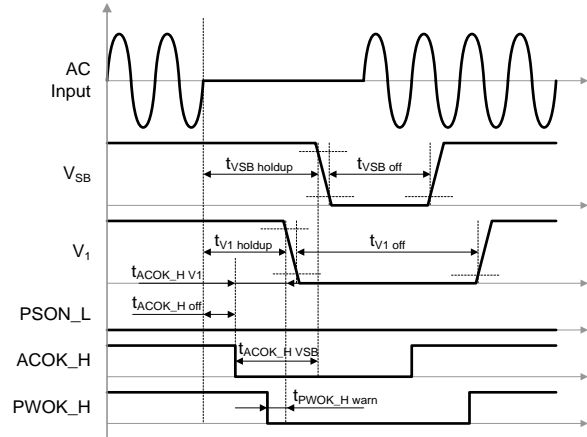 AC
Input
VSB
tVSB holdup
tVSB off
V1
tV1 holdup
tV1 off
tACOK_H V1
tACOK_H off
PSON_L
ACOK_H
tACOK_H VSB
PWOK_H
tPWOK_H warn